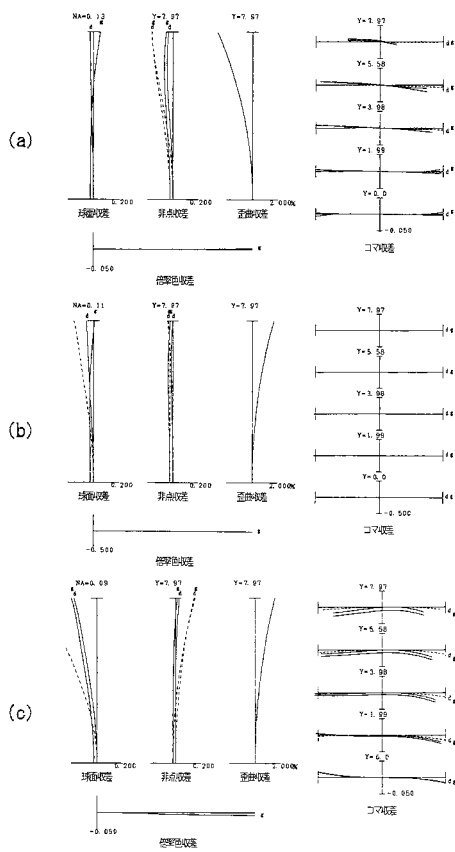 (a)
NA=0.13
g
d
0.200
球面収差
Y=7.97
g
d
0.200
非点収差
Y=7.97
2.000%
歪曲収差
-0.050
g
倍率色収差
Y=7.97
d g
Y=5.58
d g
Y=3.98
d g
Y=1.99
d g
Y=0.0
d g
-0.050
コマ収差
(b)
NA=0.11
g
d
0.200
球面収差
Y=7.97
g
d d
0.200
非点収差
Y=7.97
2.000%
歪曲収差
-0.500
g
倍率色収差
Y=7.97
d g
Y=5.58
d g
Y=3.98
d g
Y=1.99
d g
Y=0.0
d g
-0.500
コマ収差
(c)
NA=0.09
g
d
0.200
球面収差
Y=7.97
g
d
g
d
0.200
非点収差
Y=7.97
2.000%
歪曲収差
-0.050
g
倍率色収差
Y=7.97
d g
Y=5.58
d g
Y=3.98
d g
Y=1.99
d g
Y=0.0
d g
-0.050
コマ収差